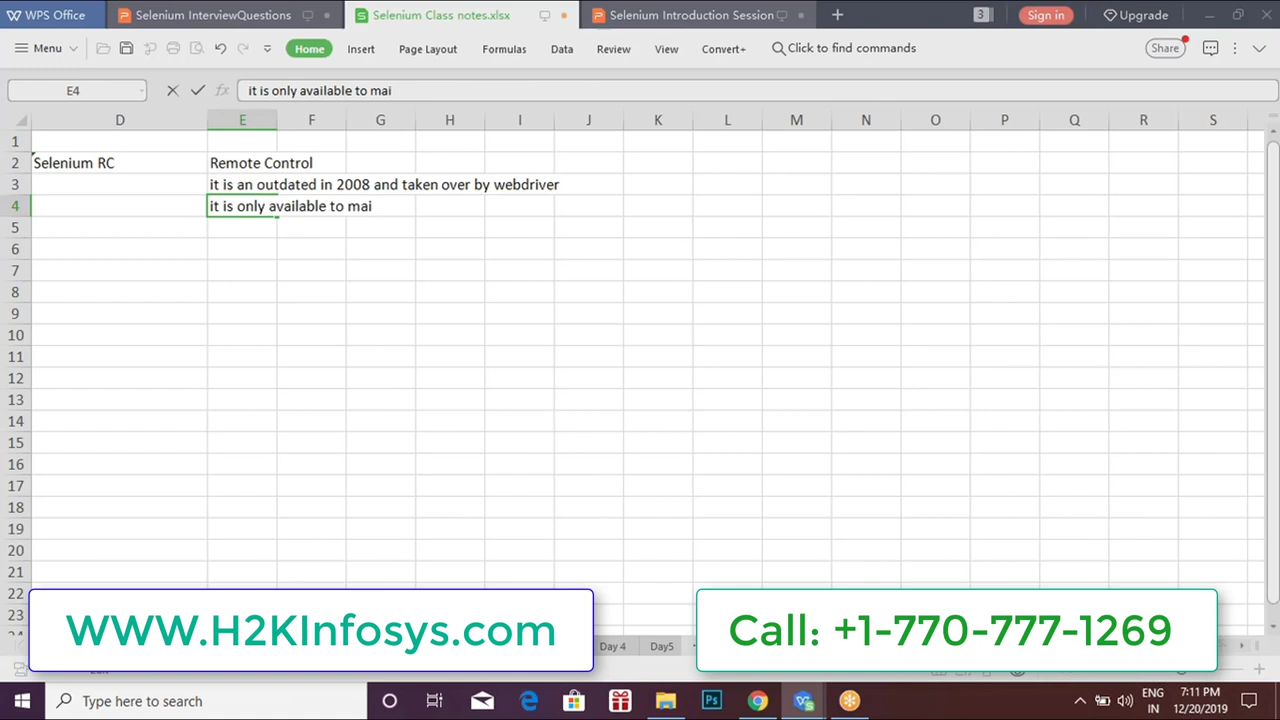 WPS Office
Selenium InterviewQuestions
Selenium Class notes.xlsx
Selenium Introduction Session
3
Sign in
Upgrade
Menu
Home
Insert
Page Layout
Formulas
Data
Review
View
Convert+
Click to find commands
Share
E4
fx
it is only available to mai
D E F G H I J K L M N O P Q R S
1
2 Selenium RC Remote Control
3 it is an outdated in 2008 and taken over by webdriver
4 it is only available to mai
5
6
7
8
9
10
11
12
13
14
15
16
17
18
19
20
21
22
23
WWW.H2KInfosys.com
Call: +1-770-777-1269
Day 4
Day5
Type here to search
Ps
ENG
IN
7:11 PM
12/20/2019